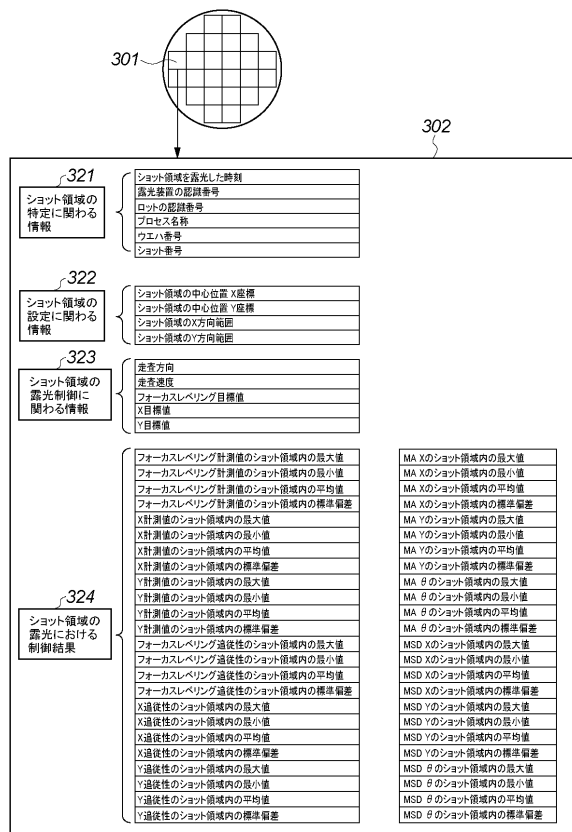 301
302
321
ショット領域の
特定に関わる
情報
ショット領域を露光した時刻
露光装置の認識番号
ロットの認識番号
プロセス名称
ウエハ番号
ショット番号
322
ショット領域の
設定に関わる
情報
ショット領域の中心位置 X座標
ショット領域の中心位置 Y座標
ショット領域のX方向範囲
ショット領域のY方向範囲
323
ショット領域の
露光制御に
関わる情報
走査方向
走査速度
フォーカスレベリング目標値
X目標値
Y目標値
324
ショット領域の
露光における
制御結果
フォーカスレベリング計測値のショット領域内の最大値
フォーカスレベリング計測値のショット領域内の最小値
フォーカスレベリング計測値のショット領域内の平均値
フォーカスレベリング計測値のショット領域内の標準偏差
X計測値のショット領域内の最大値
X計測値のショット領域内の最小値
X計測値のショット領域内の平均値
X計測値のショット領域内の標準偏差
Y計測値のショット領域内の最大値
Y計測値のショット領域内の最小値
Y計測値のショット領域内の平均値
Y計測値のショット領域内の標準偏差
フォーカスレベリング追従性のショット領域内の最大値
フォーカスレベリング追従性のショット領域内の最小値
フォーカスレベリング追従性のショット領域内の平均値
フォーカスレベリング追従性のショット領域内の標準偏差
X追従性のショット領域内の最大値
X追従性のショット領域内の最小値
X追従性のショット領域内の平均値
X追従性のショット領域内の標準偏差
Y追従性のショット領域内の最大値
Y追従性のショット領域内の最小値
Y追従性のショット領域内の平均値
Y追従性のショット領域内の標準偏差
MA Xのショット領域内の最大値
MA Xのショット領域内の最小値
MA Xのショット領域内の平均値
MA Xのショット領域内の標準偏差
MA Yのショット領域内の最大値
MA Yのショット領域内の最小値
MA Yのショット領域内の平均値
MA Yのショット領域内の標準偏差
MA θのショット領域内の最大値
MA θのショット領域内の最小値
MA θのショット領域内の平均値
MA θのショット領域内の標準偏差
MSD Xのショット領域内の最大値
MSD Xのショット領域内の最小値
MSD Xのショット領域内の平均値
MSD Xのショット領域内の標準偏差
MSD Yのショット領域内の最大値
MSD Yのショット領域内の最小値
MSD Yのショット領域内の平均値
MSD Yのショット領域内の標準偏差
MSD θのショット領域内の最大値
MSD θのショット領域内の最小値
MSD θのショット領域内の平均値
MSD θのショット領域内の標準偏差